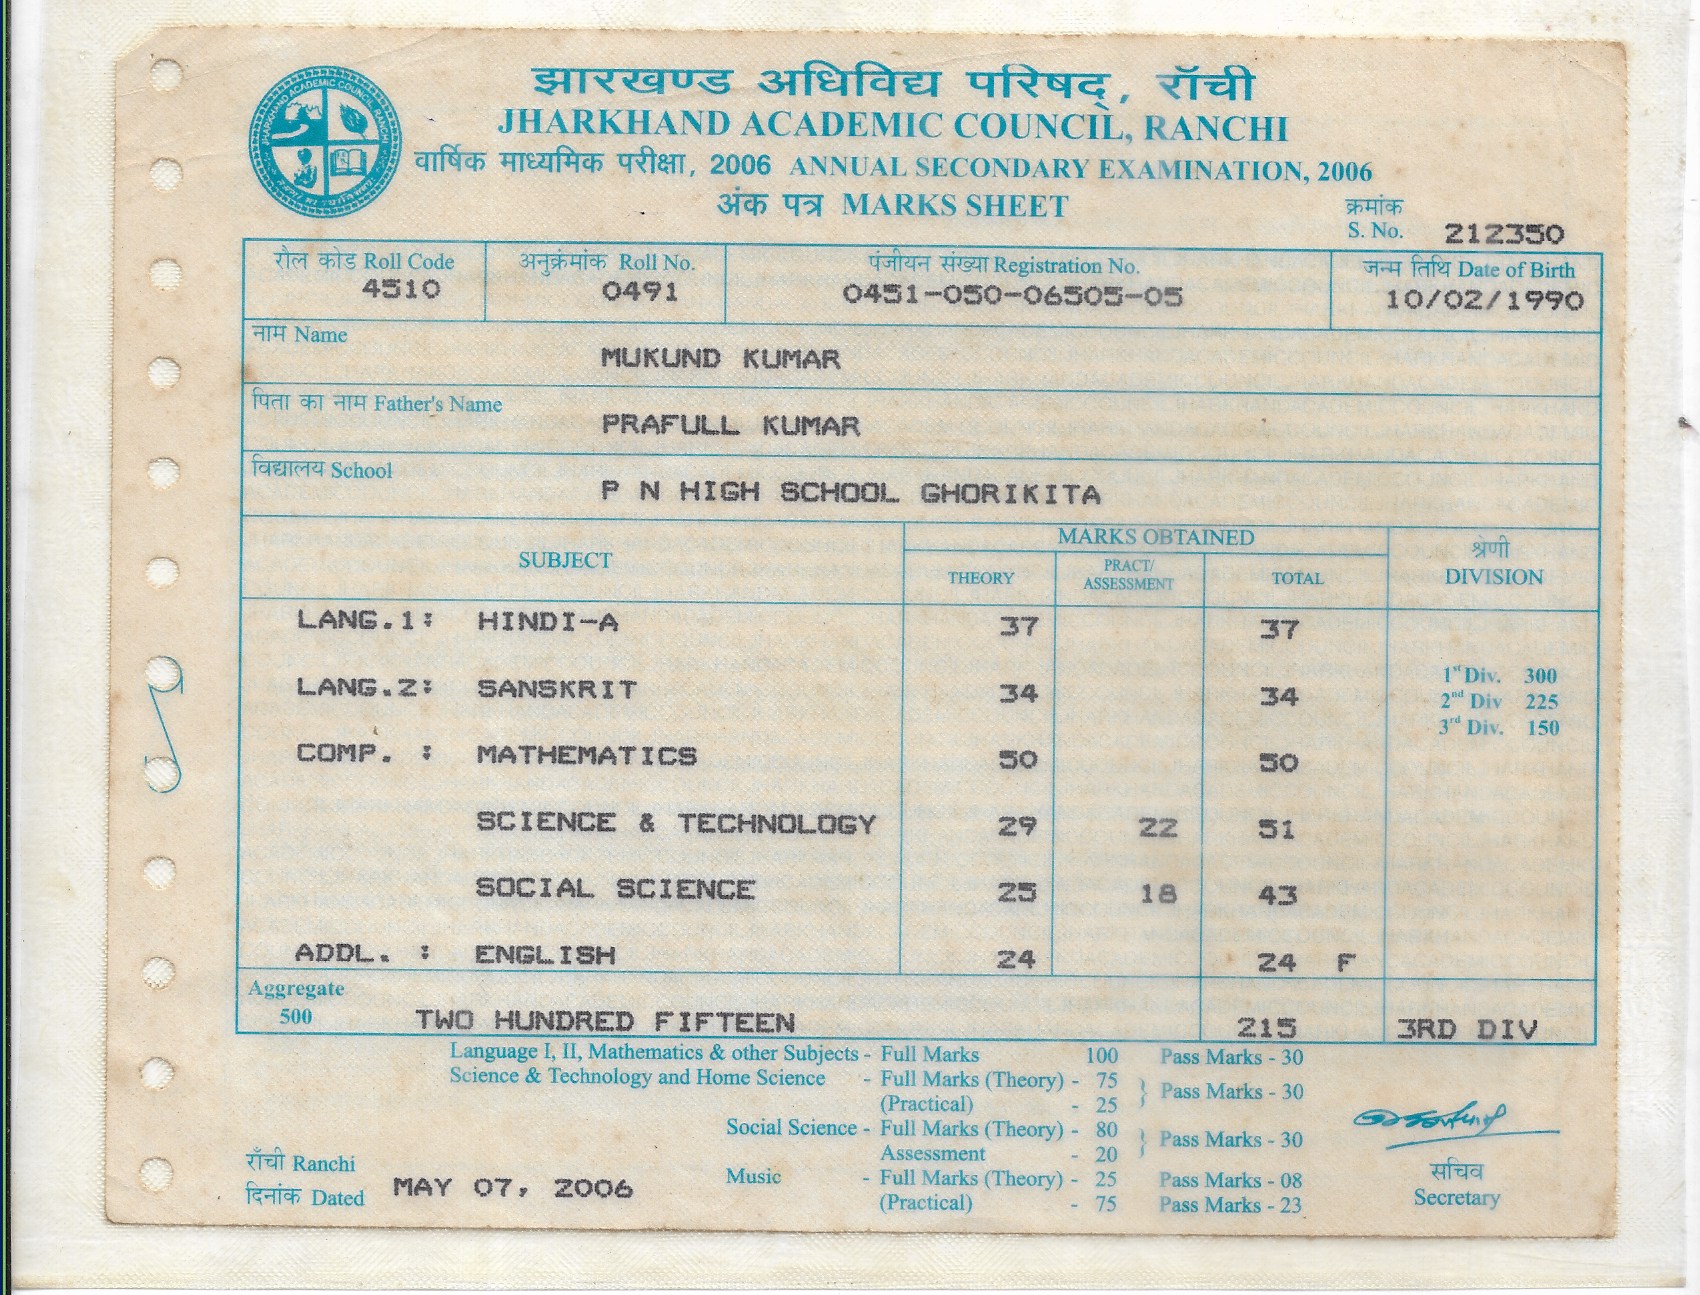 झारखण्ड अधिविद्य परिषद्, राँची
JHARKHAND ACADEMIC COUNCIL, RANCHI
वार्षिक माध्यमिक परीक्षा, 2006 ANNUAL SECONDARY EXAMINATION, 2006
अंक पत्र MARKS SHEET
क्रमांक
S. No. 212350
रौल कोड Roll Code अनुक्रंमांक Roll No. पंजीयन संख्या Registration No. जन्म तिथि Date of Birth
4510 0491 0451-050-06505-05 10/02/1990
नाम Name
MUKUND KUMAR
पिता का नाम Father's Name
PRAFULL KUMAR
विद्यालय School
P N HIGH SCHOOL GHORIKITA
SUBJECT MARKS OBTAINED श्रेणी
THEORY PRACT/ ASSESSMENT TOTAL DIVISION
LANG.1: HINDI-A 37 37
LANG.2: SANSKRIT 34 34
1st Div. 300
2nd Div 225
3rd Div. 150
COMP. : MATHEMATICS 50 50
SCIENCE & TECHNOLOGY 29 22 51
SOCIAL SCIENCE 25 18 43
ADDL. : ENGLISH 24 24 F
Aggregate
500 TWO HUNDRED FIFTEEN 215 3RD DIV
Language I, II, Mathematics & other Subjects - Full Marks 100 Pass Marks - 30
Science & Technology and Home Science - Full Marks (Theory) - 75 } Pass Marks - 30
(Practical) - 25
Social Science - Full Marks (Theory) - 80 } Pass Marks - 30
Assessment - 20
Music - Full Marks (Theory) - 25 Pass Marks - 08
(Practical) - 75 Pass Marks - 23
राँची Ranchi
दिनांक Dated MAY 07, 2006
सचिव
Secretary